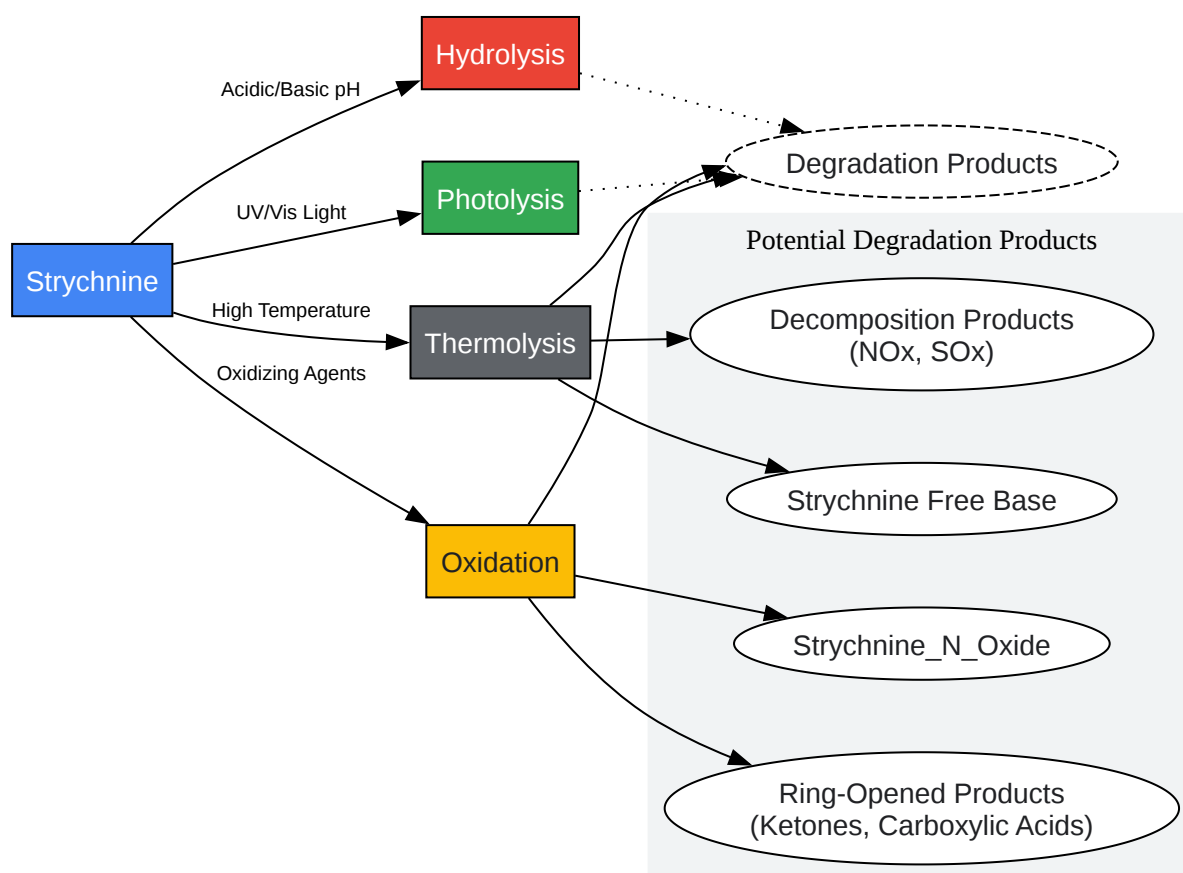 Hydrolysis
Acidic/Basic pH
Degradation Products
Photolysis
UV/Vis Light
Potential Degradation Products
Strychnine
High Temperature
Thermolysis
Decomposition Products
(NOx, SOx)
Oxidizing Agents
Strychnine Free Base
Oxidation
Strychnine_N_Oxide
Ring-Opened Products
(Ketones, Carboxylic Acids)